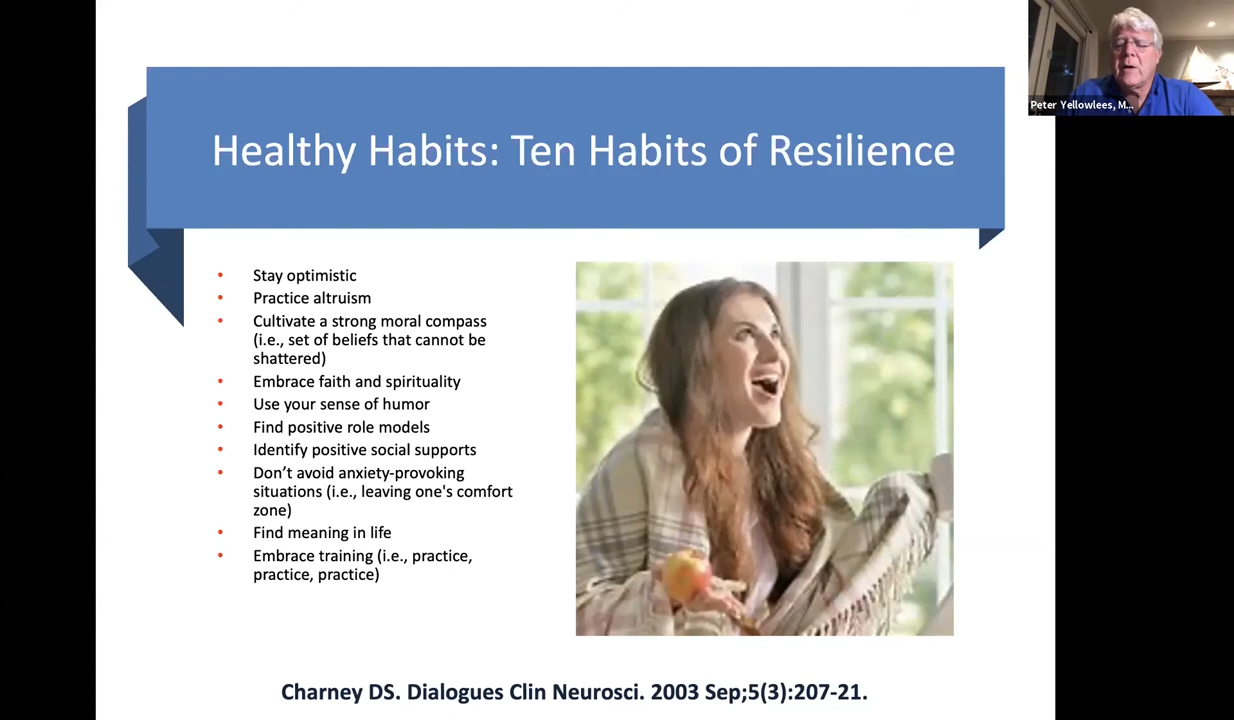 Healthy Habits: Ten Habits of Resilience
Peter Yellowlees, M...
• Stay optimistic
• Practice altruism
• Cultivate a strong moral compass
(i.e., set of beliefs that cannot be
shattered)
• Embrace faith and spirituality
• Use your sense of humor
• Find positive role models
• Identify positive social supports
• Don’t avoid anxiety-provoking
situations (i.e., leaving one's comfort
zone)
• Find meaning in life
• Embrace training (i.e., practice,
practice, practice)
Charney DS. Dialogues Clin Neurosci. 2003 Sep;5(3):207-21.